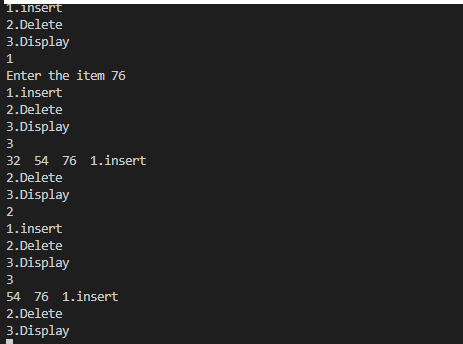 1.insert
2.Delete
3.Display
1
Enter the item 76
1.insert
2.Delete
3.Display
3
32  54  76  1.insert
2.Delete
3.Display
2
1.insert
2.Delete
3.Display
3
54  76  1.insert
2.Delete
3.Display